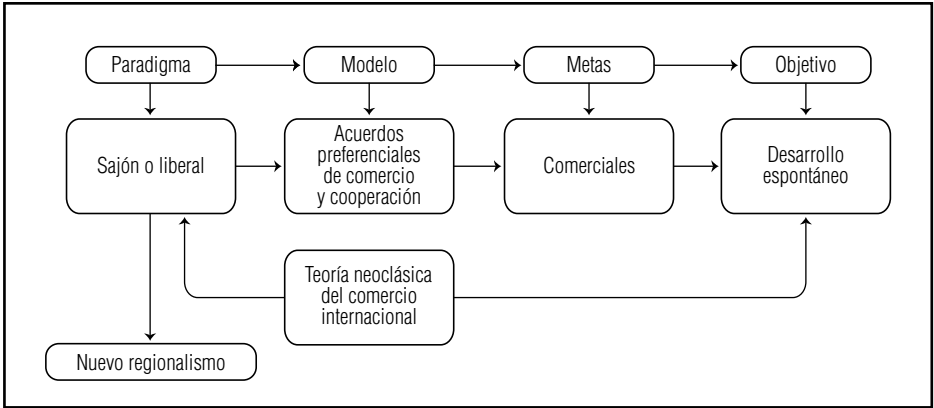 Paradigma
Modelo
Metas
Objetivo
Sajón o liberal
Acuerdos
preferenciales
de comercio
y cooperación
Comerciales
Desarrollo
espontáneo
Teoría neoclásica
del comercio
internacional
Nuevo regionalismo